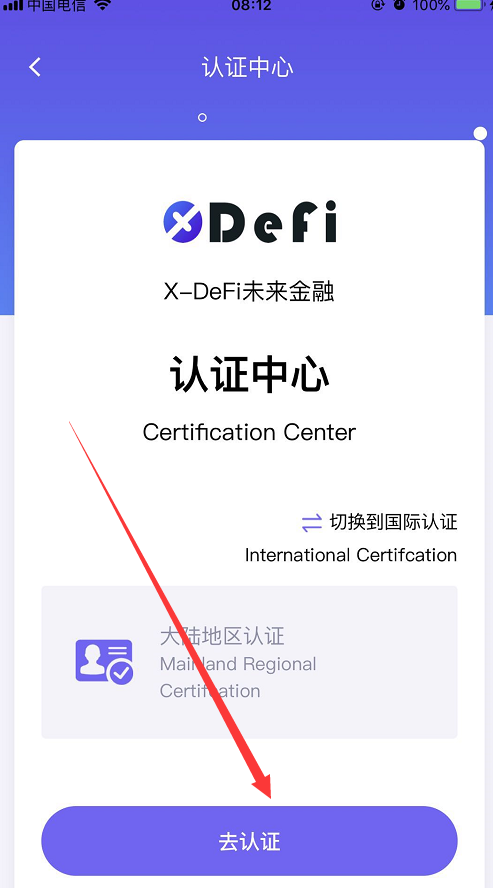 中国电信 08:12 100%
认证中心
XDeFi
X-DeFi未来金融
认证中心
Certification Center
切换到国际认证
International Certifcation
大陆地区认证
Mainland Regional
Certifcation
去认证